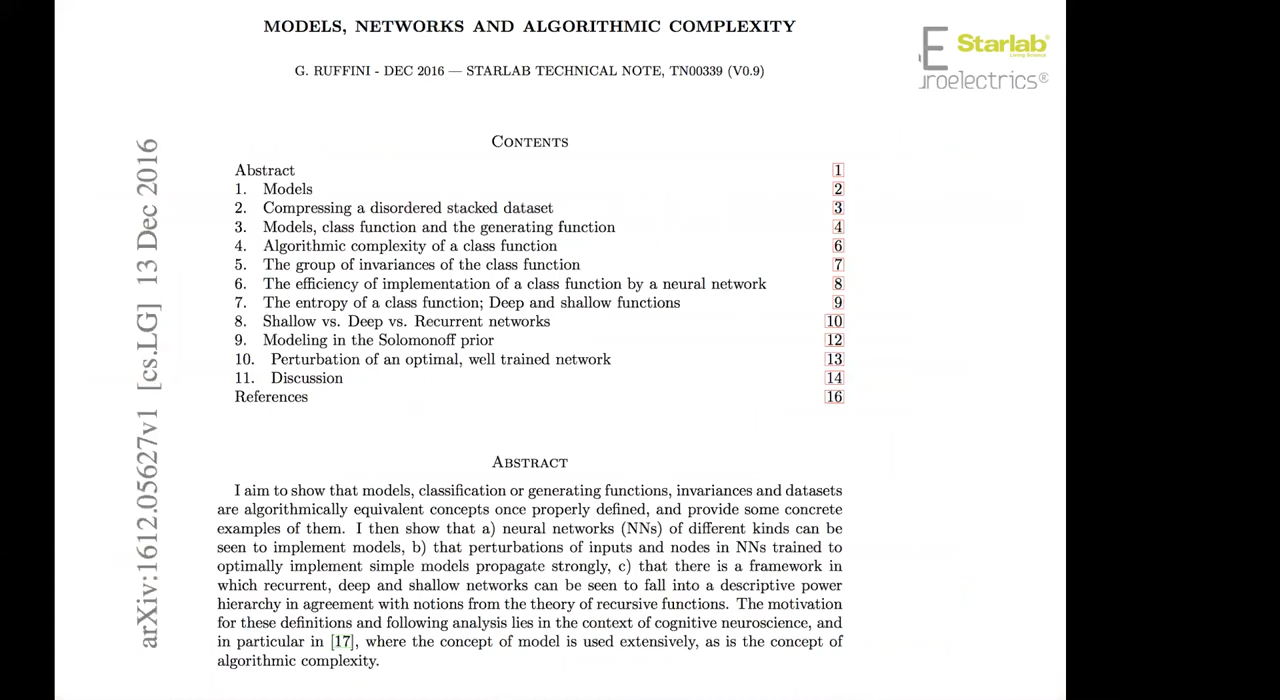 MODELS, NETWORKS AND ALGORITHMIC COMPLEXITY
G. RUFFINI - DEC 2016 — STARLAB TECHNICAL NOTE, TN00339 (V0.9)
Starlab®
Living Science
roelectrics®
arXiv:1612.05627v1 [cs.LG] 13 Dec 2016
CONTENTS
Abstract 1
1. Models 2
2. Compressing a disordered stacked dataset 3
3. Models, class function and the generating function 4
4. Algorithmic complexity of a class function 6
5. The group of invariances of the class function 7
6. The efficiency of implementation of a class function by a neural network 8
7. The entropy of a class function; Deep and shallow functions 9
8. Shallow vs. Deep vs. Recurrent networks 10
9. Modeling in the Solomonoff prior 12
10. Perturbation of an optimal, well trained network 13
11. Discussion 14
References 16
ABSTRACT
I aim to show that models, classification or generating functions, invariances and datasets
are algorithmically equivalent concepts once properly defined, and provide some concrete
examples of them. I then show that a) neural networks (NNs) of different kinds can be
seen to implement models, b) that perturbations of inputs and nodes in NNs trained to
optimally implement simple models propagate strongly, c) that there is a framework in
which recurrent, deep and shallow networks can be seen to fall into a descriptive power
hierarchy in agreement with notions from the theory of recursive functions. The motivation
for these definitions and following analysis lies in the context of cognitive neuroscience, and
in particular in [17], where the concept of model is used extensively, as is the concept of
algorithmic complexity.